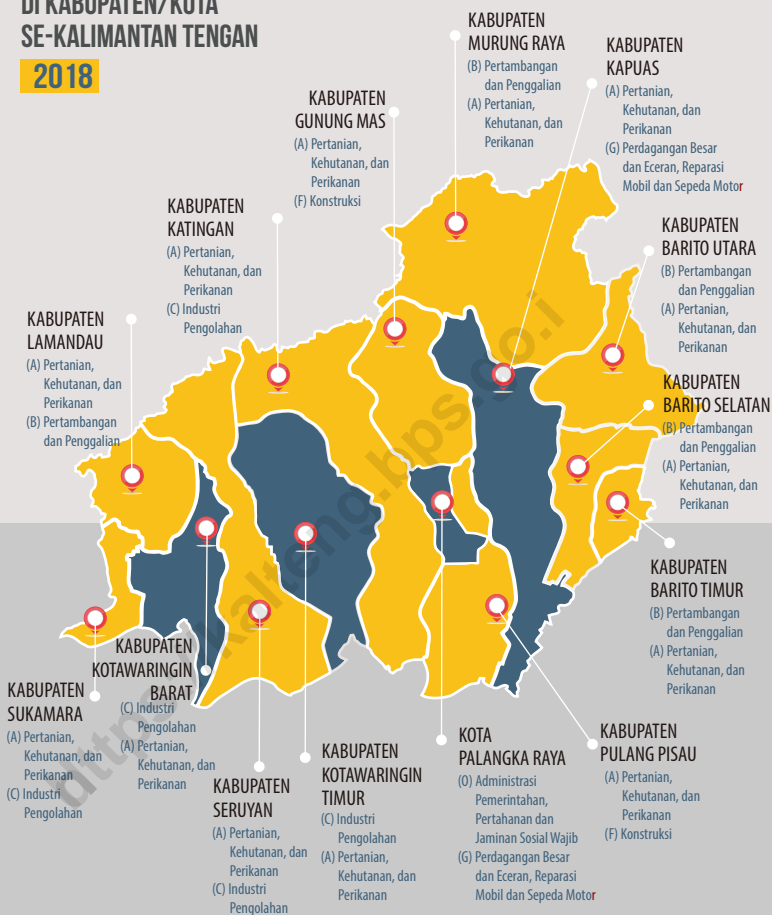 DI KABUPATEN/KOTA
SE-KALIMANTAN TENGAN
2018
KABUPATEN
MURUNG RAYA
(B) Pertambangan
dan Penggalian
(A) Pertanian,
Kehutanan, dan
Perikanan
KABUPATEN
KAPUAS
(A) Pertanian,
Kehutanan, dan
Perikanan
(G) Perdagangan Besar
dan Eceran, Reparasi
Mobil dan Sepeda Motor
KABUPATEN
GUNUNG MAS
(A) Pertanian,
Kehutanan, dan
Perikanan
(F) Konstruksi
KABUPATEN
KATINGAN
(A) Pertanian,
Kehutanan, dan
Perikanan
(C) Industri
Pengolahan
KABUPATEN
BARITO UTARA
(B) Pertambangan
dan Penggalian
(A) Pertanian,
Kehutanan, dan
Perikanan
KABUPATEN
LAMANDAU
(A) Pertanian,
Kehutanan, dan
Perikanan
(B) Pertambangan
dan Penggalian
KABUPATEN
BARITO SELATAN
(B) Pertambangan
dan Penggalian
(A) Pertanian,
Kehutanan, dan
Perikanan
KABUPATEN
BARITO TIMUR
(B) Pertambangan
dan Penggalian
(A) Pertanian,
Kehutanan, dan
Perikanan
KABUPATEN
KOTAWARINGIN
BARAT
(C) Industri
Pengolahan
(A) Pertanian,
Kehutanan, dan
Perikanan
KABUPATEN
SUKAMARA
(A) Pertanian,
Kehutanan, dan
Perikanan
(C) Industri
Pengolahan
KABUPATEN
SERUYAN
(A) Pertanian,
Kehutanan, dan
Perikanan
(C) Industri
Pengolahan
KABUPATEN
KOTAWARINGIN
TIMUR
(C) Industri
Pengolahan
(A) Pertanian,
Kehutanan, dan
Perikanan
KOTA
PALANGKA RAYA
(O) Administrasi
Pemerintahan,
Pertahanan dan
Jaminan Sosial Wajib
(G) Perdagangan Besar
dan Eceran, Reparasi
Mobil dan Sepeda Motor
KABUPATEN
PULANG PISAU
(A) Pertanian,
Kehutanan, dan
Perikanan
(F) Konstruksi